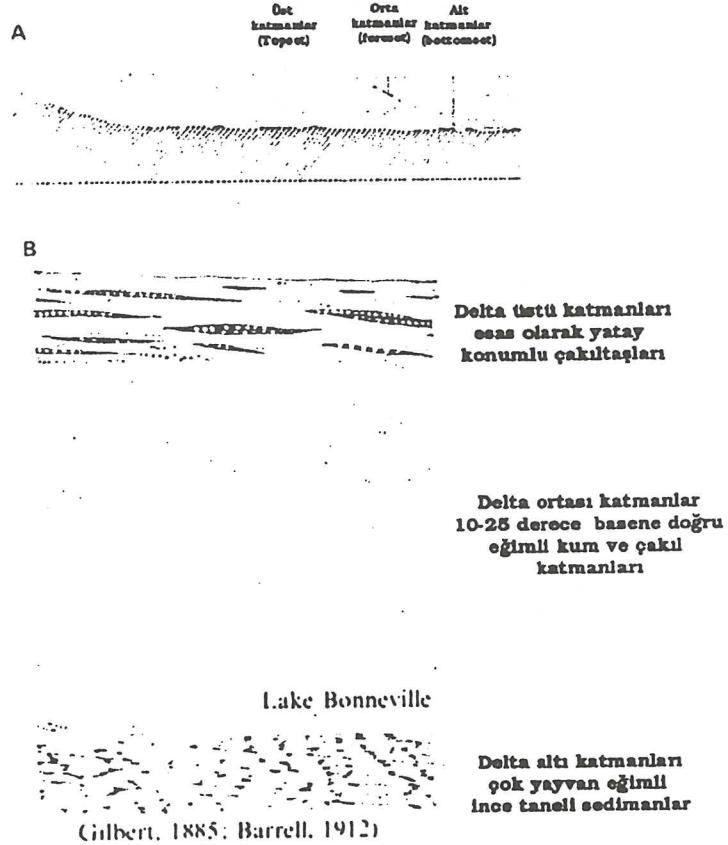 A
Üst
katmanlar
(Topset)
Orta
katmanlar
(foreset)
Alt
katmanlar
(bottomset)
B
Delta üstü katmanları
esas olarak yatay
konumlu çakıltaşları
Delta ortası katmanlar
10-25 derece basene doğru
eğimli kum ve çakıl
katmanları
Lake Bonneville
Delta altı katmanları
çok yayvan eğimli
ince taneli sedimanlar
(Gilbert, 1885; Barrell, 1912)